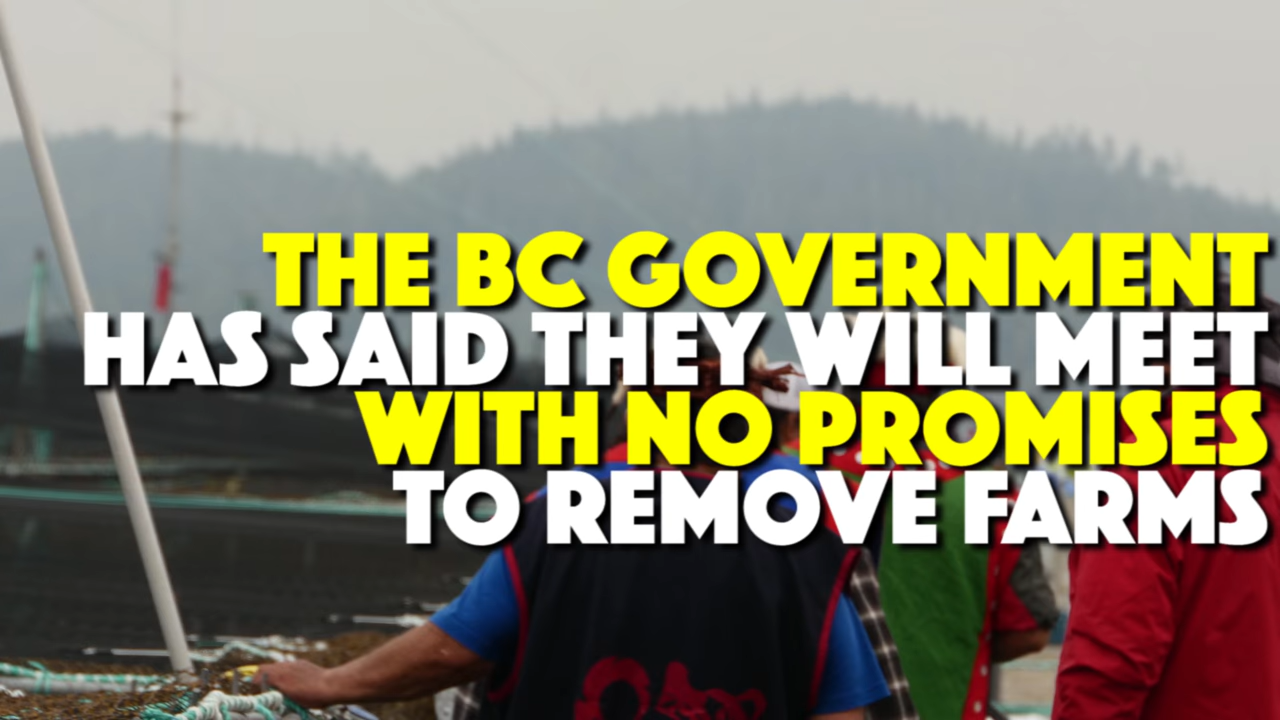 THE BC GOVERNMENT
HAS SAID THEY WILL MEET
WITH NO PROMISES
TO REMOVE FARMS